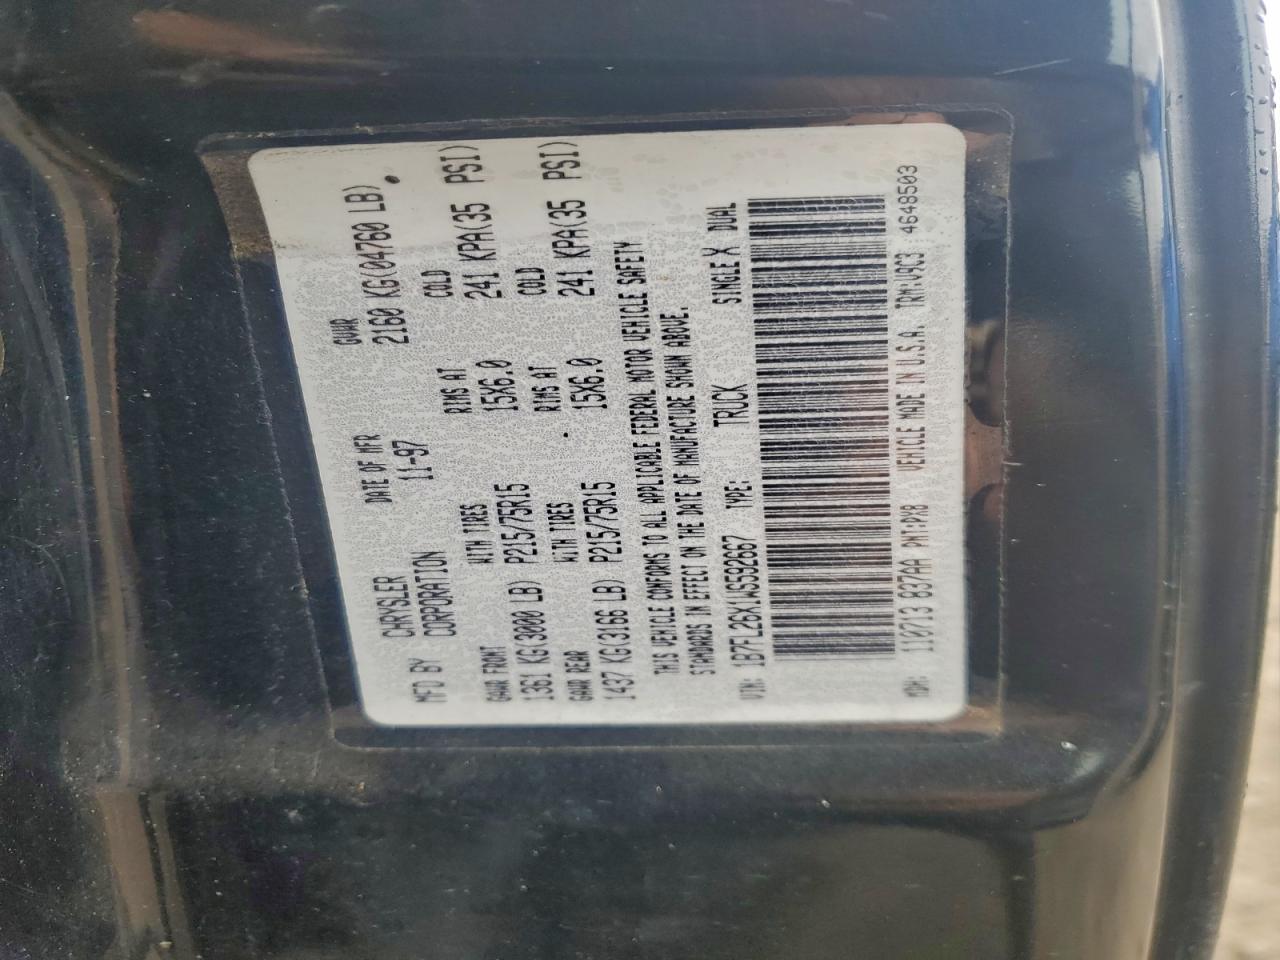 MFD BY CHRYSLER CORPORATION DATE OF MFR 11-97 GVWR 2160 KG(04760 LB)
GAWR FRONT WITH TIRES RIMS AT COLD
1361 KG(3000 LB) P215/75R15 15X6.0 241 KPA(35 PSI)
GAWR REAR WITH TIRES RIMS AT COLD
1437 KG(3166 LB) P215/75R15 15X6.0 241 KPA(35 PSI)
THIS VEHICLE CONFORMS TO ALL APPLICABLE FEDERAL MOTOR VEHICLE SAFETY
STANDARDS IN EFFECT ON THE DATE OF MANUFACTURE SHOWN ABOVE.
VIN: 1B7FL26X1WS592667 TYPE: TRUCK SINGLE X DUAL
MDH: 110713 837AA PNT:PX8 VEHICLE MADE IN U.S.A. TRM:V9C3 4648503